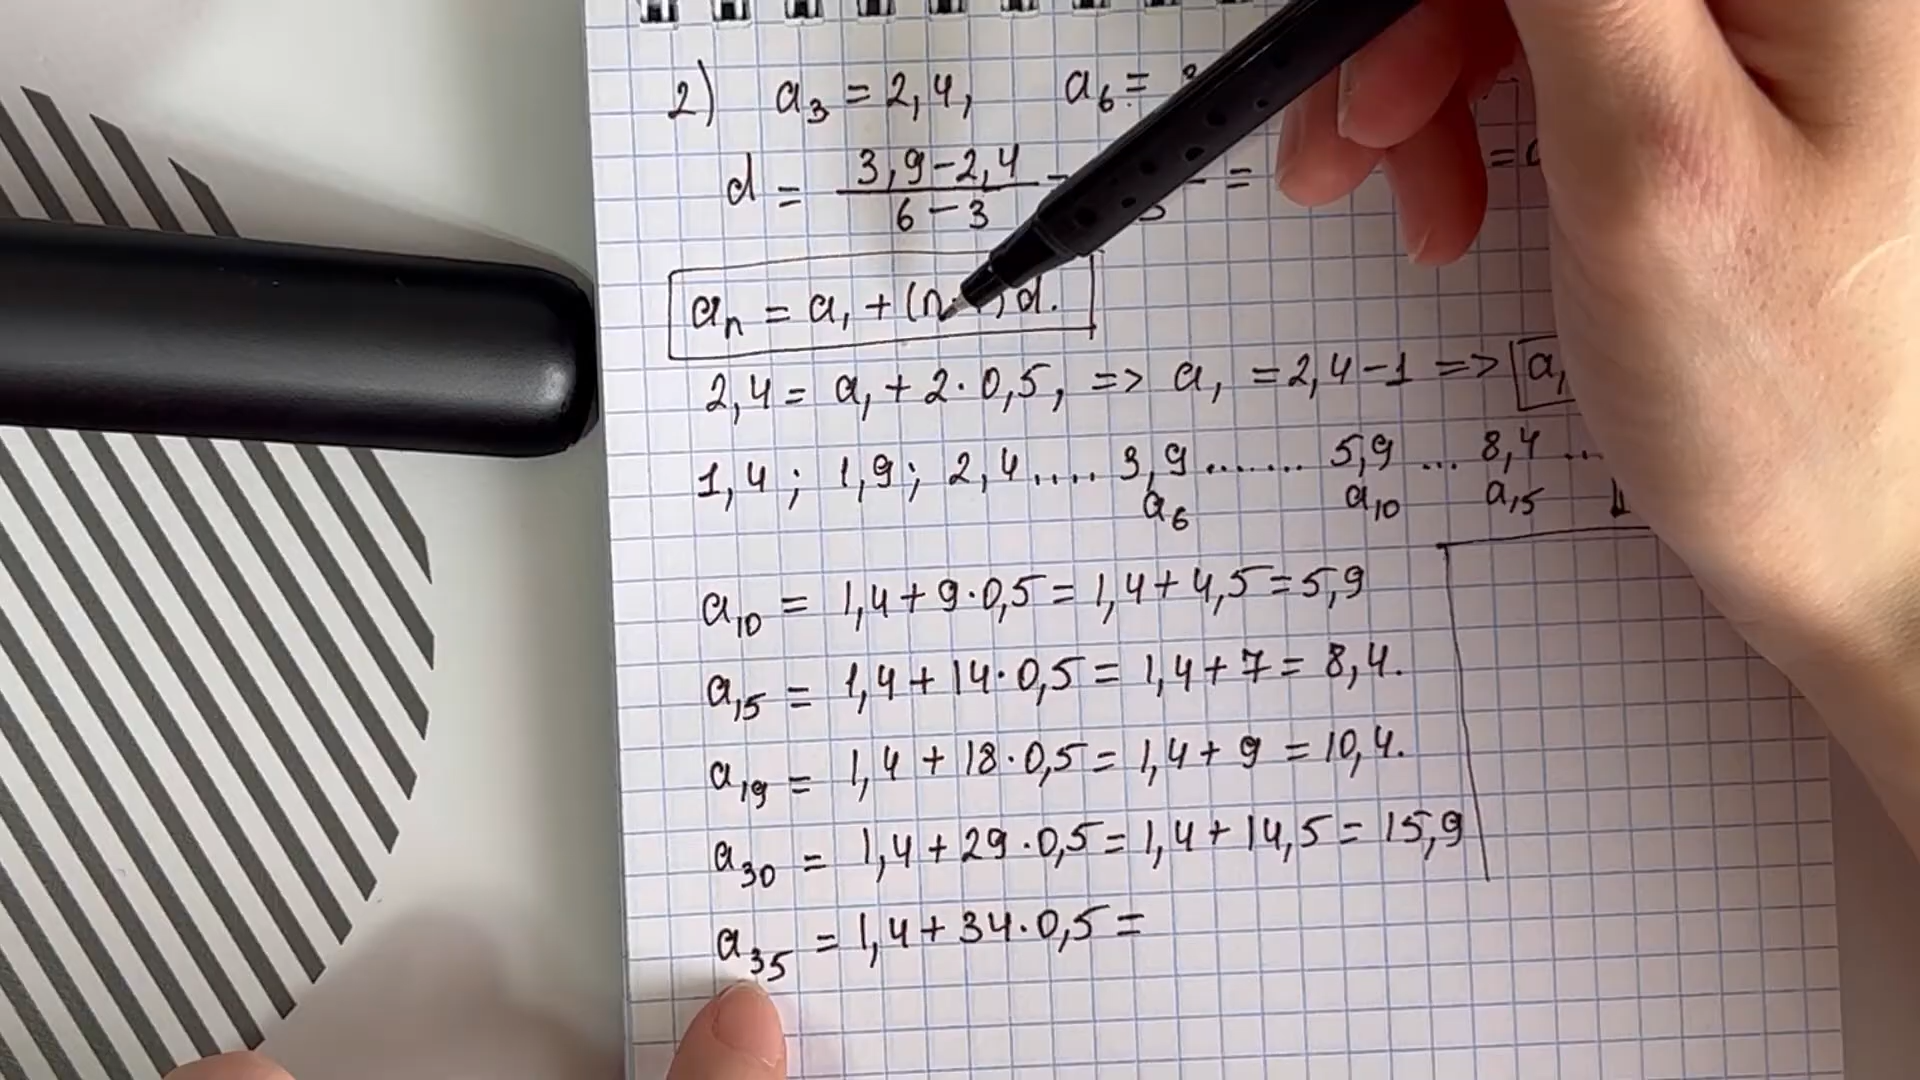 2) a₃ = 2,4, a₆ =
d = (3,9-2,4)/(6-3) = =
aₙ = a₁ + (n d.
2,4 = a₁ + 2·0,5, => a₁ = 2,4-1 => a₁
1,4; 1,9; 2,4.... 3,9....... 5,9 ... 8,4 ...
a₆ a₁₀ a₁₅
a₁₀ = 1,4+9·0,5=1,4+4,5=5,9
a₁₅ = 1,4+14·0,5=1,4+7=8,4.
a₁₉ = 1,4+18·0,5=1,4+9=10,4.
a₃₀ = 1,4+29·0,5=1,4+14,5=15,9
a₃₅ = 1,4+34·0,5=